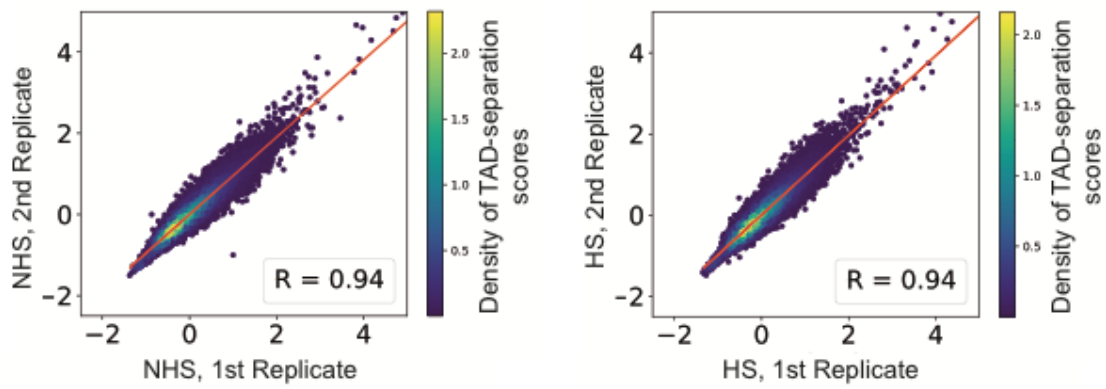 4
2
0
−2
−2
0
2
4
NHS, 2nd Replicate
NHS, 1st Replicate
R = 0.94
2.0
1.5
1.0
0.5
Density of TAD-separation
scores
4
2
0
−2
−2
0
2
4
HS, 2nd Replicate
HS, 1st Replicate
R = 0.94
2.0
1.5
1.0
0.5
Density of TAD-separation
scores